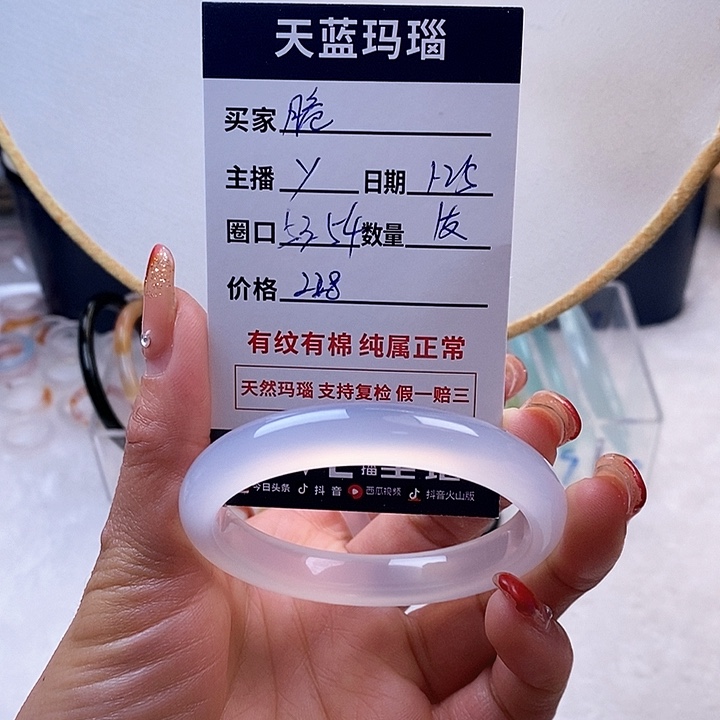 天蓝玛瑙
买家 脆
主播 Y 日期 1-25
圈口 53 54 数量 1支
价格 228
有纹有棉 纯属正常
天然玛瑙 支持复检 假一赔三
今日头条 抖音 西瓜视频 抖音火山版